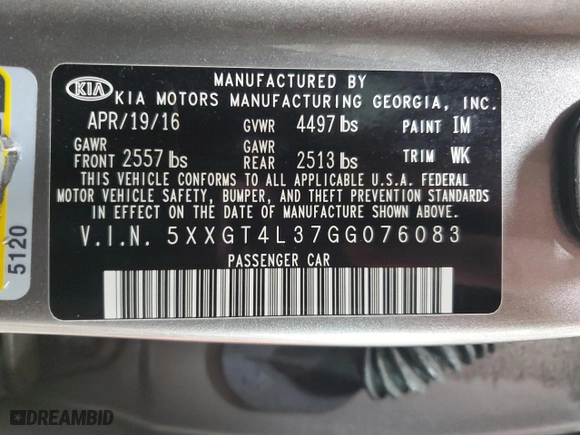 MANUFACTURED BY
KIA KIA MOTORS MANUFACTURING GEORGIA, INC.
APR/19/16 GVWR 4497 lbs PAINT IM
GAWR GAWR
FRONT 2557 lbs REAR 2513 lbs TRIM WK
THIS VEHICLE CONFORMS TO ALL APPLICABLE U.S.A. FEDERAL
MOTOR VEHICLE SAFETY, BUMPER, AND THEFT PREVENTION STANDARDS
IN EFFECT ON THE DATE OF MANUFACTURE SHOWN ABOVE.
V.I.N. 5XXGT4L37GG076083
PASSENGER CAR
5120
DREAMBID